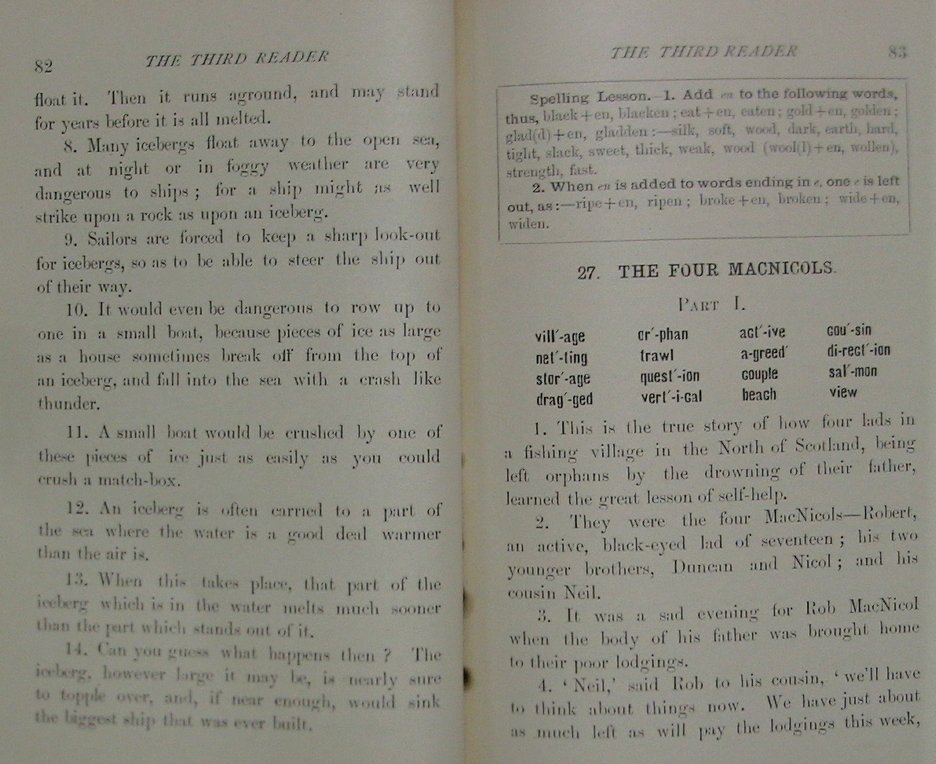 82 THE THIRD READER
float it. Then it runs aground, and may stand
for years before it is all melted.
8. Many icebergs float away to the open sea,
and at night or in foggy weather are very
dangerous to ships; for a ship might as well
strike upon a rock as upon an iceberg.
9. Sailors are forced to keep a sharp look-out
for icebergs, so as to be able to steer the ship out
of their way.
10. It would even be dangerous to row up to
one in a small boat, because pieces of ice as large
as a house sometimes break off from the top of
an iceberg, and fall into the sea with a crash like
thunder.
11. A small boat would be crushed by one of
these pieces of ice just as easily as you could
crush a match-box.
12. An iceberg is often carried to a part of
the sea where the water is a good deal warmer
than the air is.
13. When this takes place, that part of the
iceberg which is in the water melts much sooner
than the part which stands out of it.
14. Can you guess what happens then? The
iceberg, however large it may be, is nearly sure
to topple over, and, if near enough, would sink
the biggest ship that was ever built.
THE THIRD READER 83
Spelling Lesson.—1. Add en to the following words,
thus, black+en, blacken; eat+en, eaten; gold+en, golden;
glad(d)+en, gladden:—silk, soft, wood, dark, earth, hard,
tight, slack, sweet, thick, weak, wood (wool(l)+en, wollen),
strength, fast.
2. When en is added to words ending in e, one e is left
out, as:—ripe+en, ripen; broke+en, broken; wide+en,
widen.
27. THE FOUR MACNICOLS.
PART I.
vill´-age or´-phan act´-ive cou´-sin
net´-ting trawl a-greed´ di-rect´-ion
stor´-age quest´-ion couple sal´-mon
drag´-ged vert´-i-cal beach view
1. This is the true story of how four lads in
a fishing village in the North of Scotland, being
left orphans by the drowning of their father,
learned the great lesson of self-help.
2. They were the four MacNicols—Robert,
an active, black-eyed lad of seventeen; his two
younger brothers, Duncan and Nicol; and his
cousin Neil.
3. It was a sad evening for Rob MacNicol
when the body of his father was brought home
to their poor lodgings.
4. ‘Neil,’ said Rob to his cousin, ‘we’ll have
to think about things now. We have just about
as much left as will pay the lodgings this week,